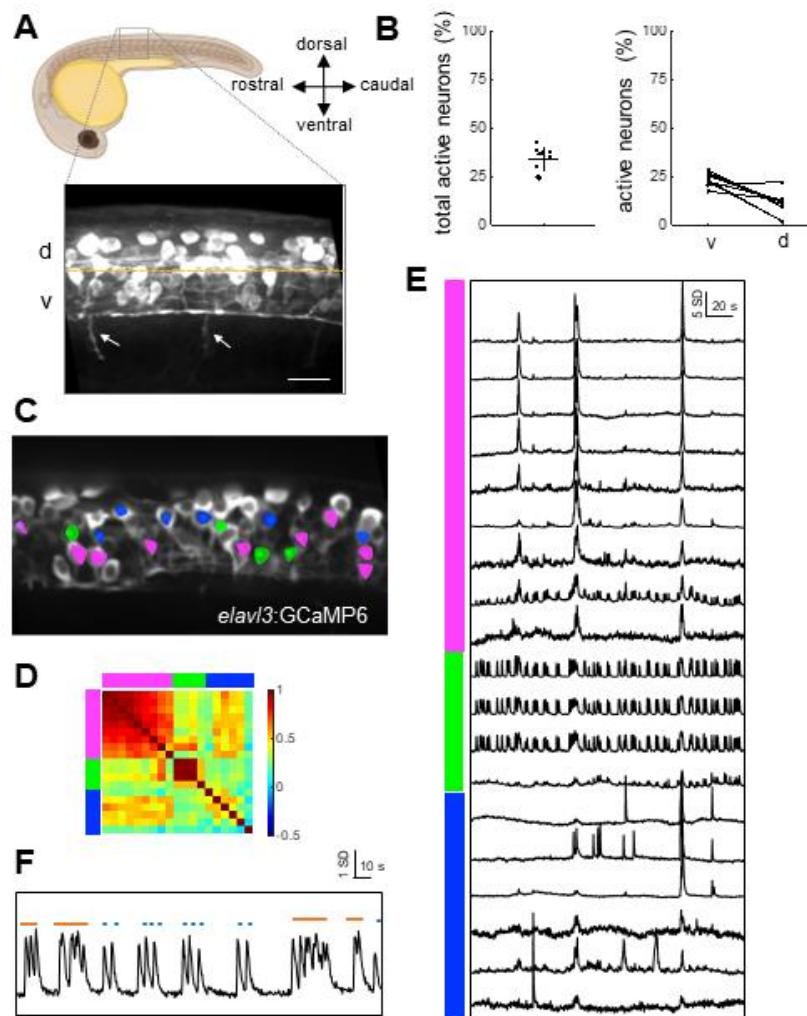 A
dorsal
rostral
caudal
ventral
d
v
B
total active neurons (%)
100
75
50
25
0
active neurons (%)
100
75
50
25
0
v
d
C
elavl3:GCaMP6
D
1
0.5
0
-0.5
E
5 SD
20 s
F
1 SD
10 s